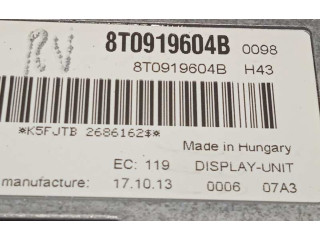 RN 8T0919604B 0098
8T0919604B H43
*K5FJTB 2686162$*
Made in Hungary
EC: 119 DISPLAY-UNIT
manufacture: 17.10.13 0006 07A3